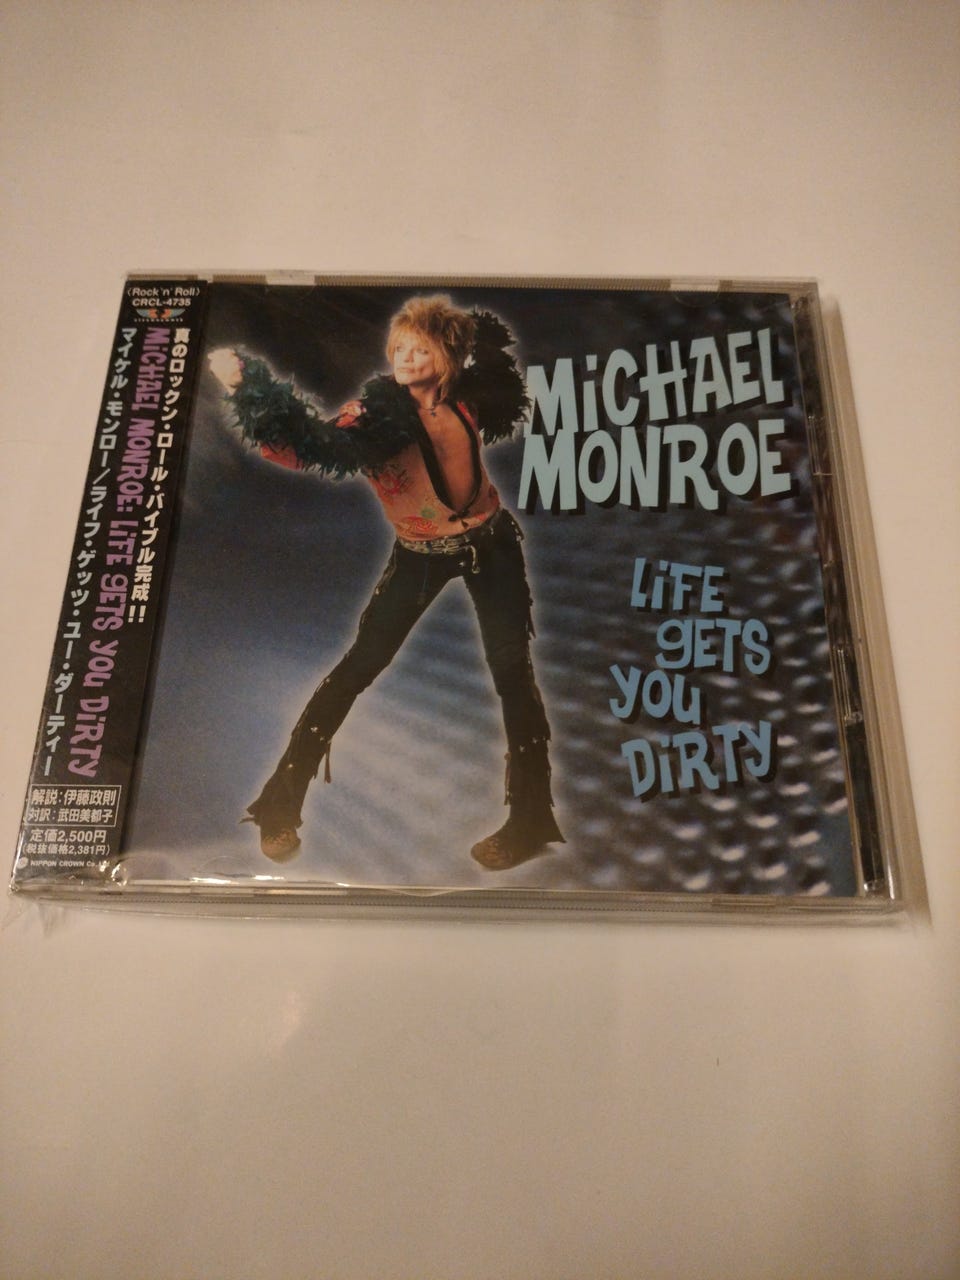 〈Rock 'n' Roll〉
CRCL-4735
真のロックン・ロール・バイブル完成!!
MiCHAEL MONROE: LiFE gETS yOU DiRTY
マイケル・モンロー/ライフ・ゲッツ・ユー・ダーティー
解説:伊藤政則
対訳:武田美都子
定価2,500円
(税抜価格2,381円)
NIPPON CROWN Co., Ltd.
MiCHAEL
MONROE
LiFE
gETS
yOU
DiRTY